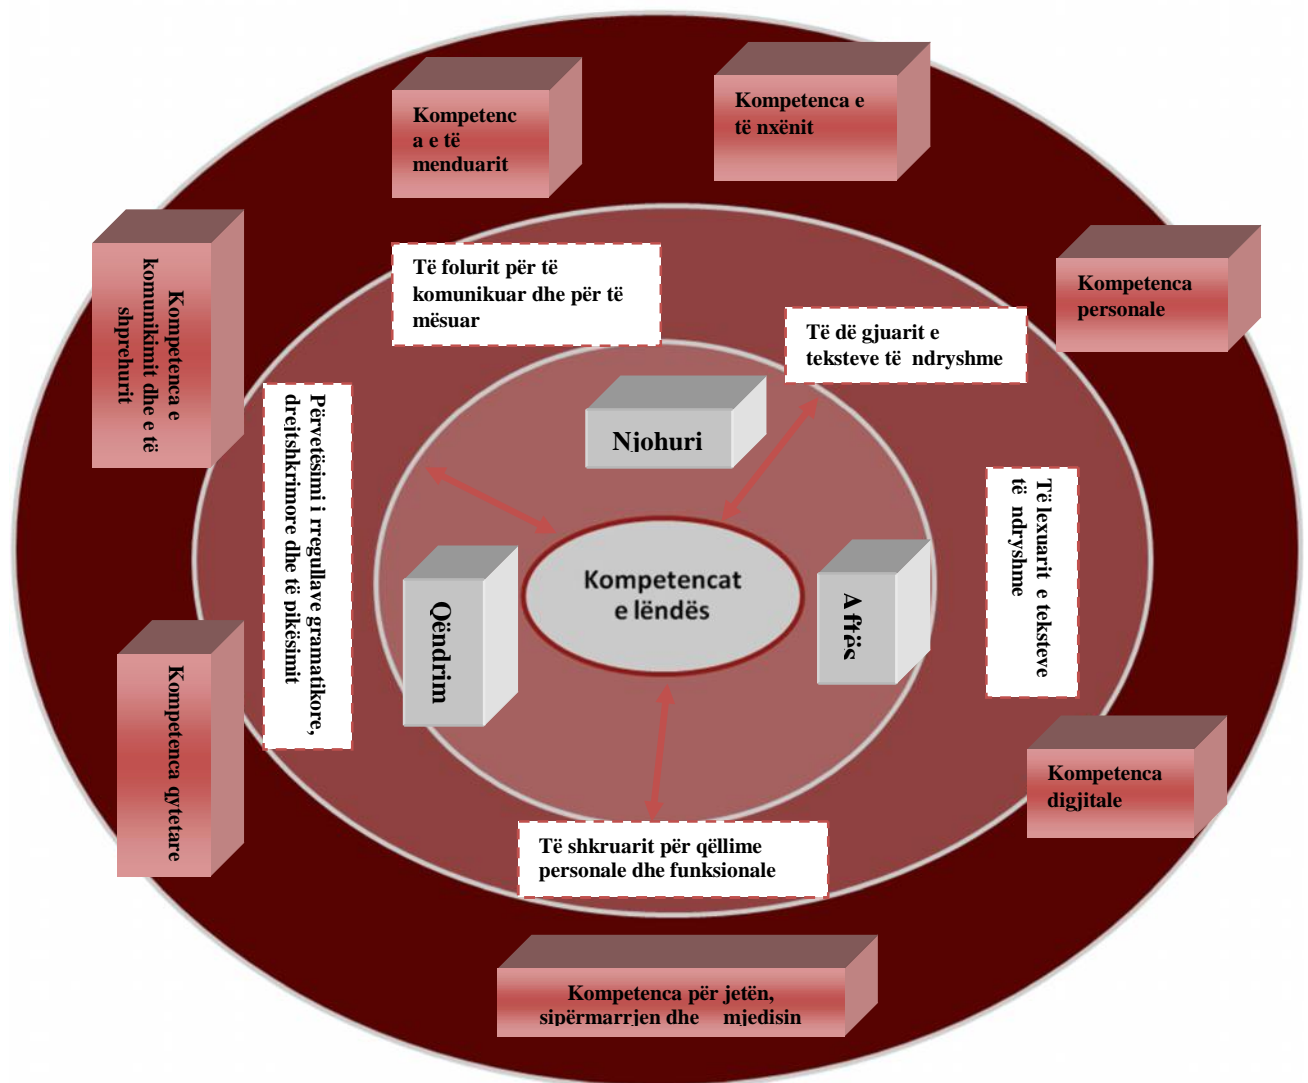 Kompetenc
a e të
menduarit
Kompetenca e
të nxënit
Kompetenca e
komunikimit dhe e të
shprehurit
Të folurit për të
komunikuar dhe për të
mësuar
Kompetenca
personale
Të dë gjuarit e
teksteve të ndryshme
Përvetësimi i rregullave gramatikore,
drejtshkrimore dhe të pikësimit
Njohuri
Të lexuarit e teksteve
të ndryshme
Kompetencat
e lëndës
Qëndrim
Aftës
Kompetenca qytetare
Kompetenca
digjitale
Të shkruarit për qëllime
personale dhe funksionale
Kompetenca për jetën,
sipërmarrjen dhe mjedisin